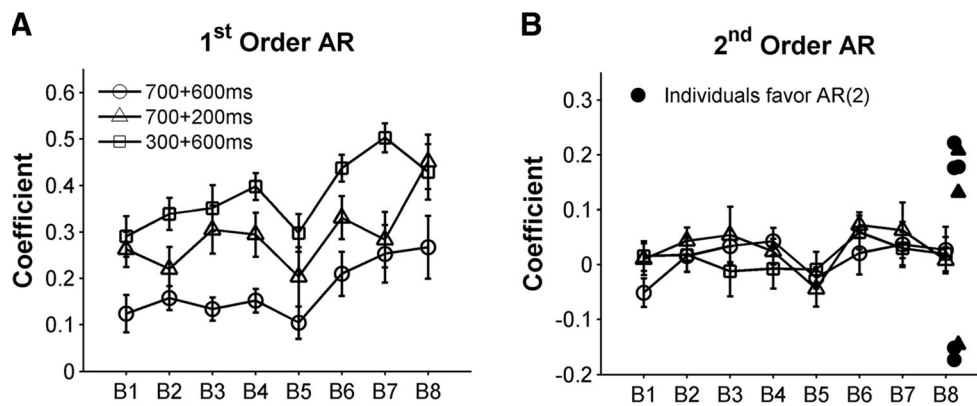 A
1st Order AR
Coefficient
0.6
0.5
0.4
0.3
0.2
0.1
0
700+600ms
700+200ms
300+600ms
B1 B2 B3 B4 B5 B6 B7 B8
B
2nd Order AR
Coefficient
0.3
0.2
0.1
0
-0.1
-0.2
Individuals favor AR(2)
B1 B2 B3 B4 B5 B6 B7 B8